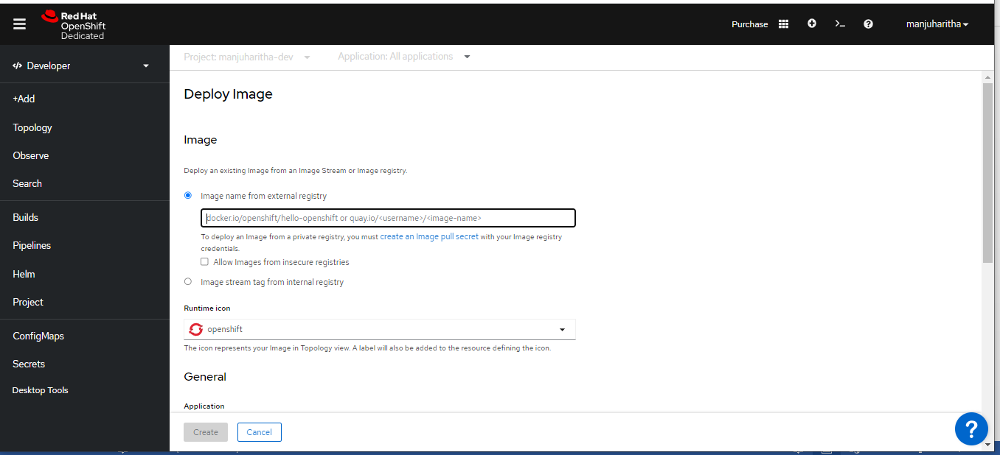 Red Hat
OpenShift
Dedicated
Purchase
manjuharitha
Developer
+Add
Topology
Observe
Search
Builds
Pipelines
Helm
Project
ConfigMaps
Secrets
Desktop Tools
Project: manjuharitha-dev
Application: All applications
Deploy Image
Image
Deploy an existing Image from an Image Stream or Image registry.
Image name from external registry
docker.io/openshift/hello-openshift or quay.io/<username>/<image-name>
To deploy an Image from a private registry, you must create an Image pull secret with your Image registry
credentials.
Allow Images from insecure registries
Image stream tag from internal registry
Runtime icon
openshift
The icon represents your Image in Topology view. A label will also be added to the resource defining the icon.
General
Application
Create
Cancel